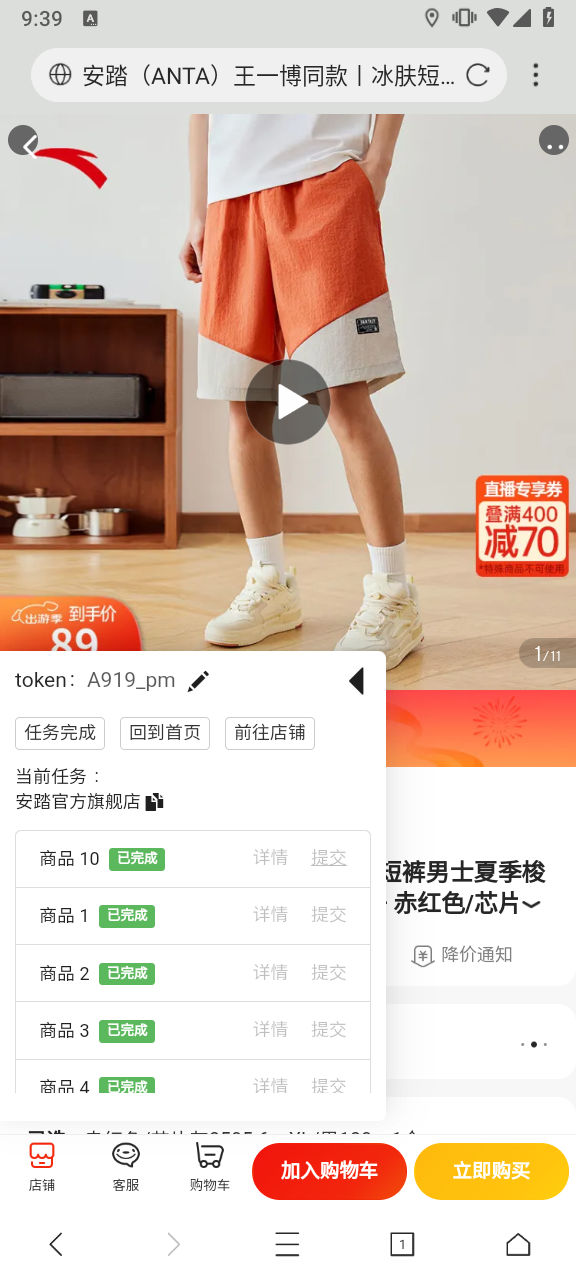 9:39
安踏（ANTA）王一博同款丨冰肤短...
直播专享券
叠满400
减70
*特殊商品不可使用
出游季 到手价
89
1/11
token： A919_pm
任务完成 回到首页 前往店铺
当前任务：
安踏官方旗舰店
商品 10 已完成 详情 提交
商品 1 已完成 详情 提交
商品 2 已完成 详情 提交
商品 3 已完成 详情 提交
商品 4 已完成 详情 提交
短裤男士夏季梭
赤红色/芯片
降价通知
店铺 客服 购物车 加入购物车 立即购买
1